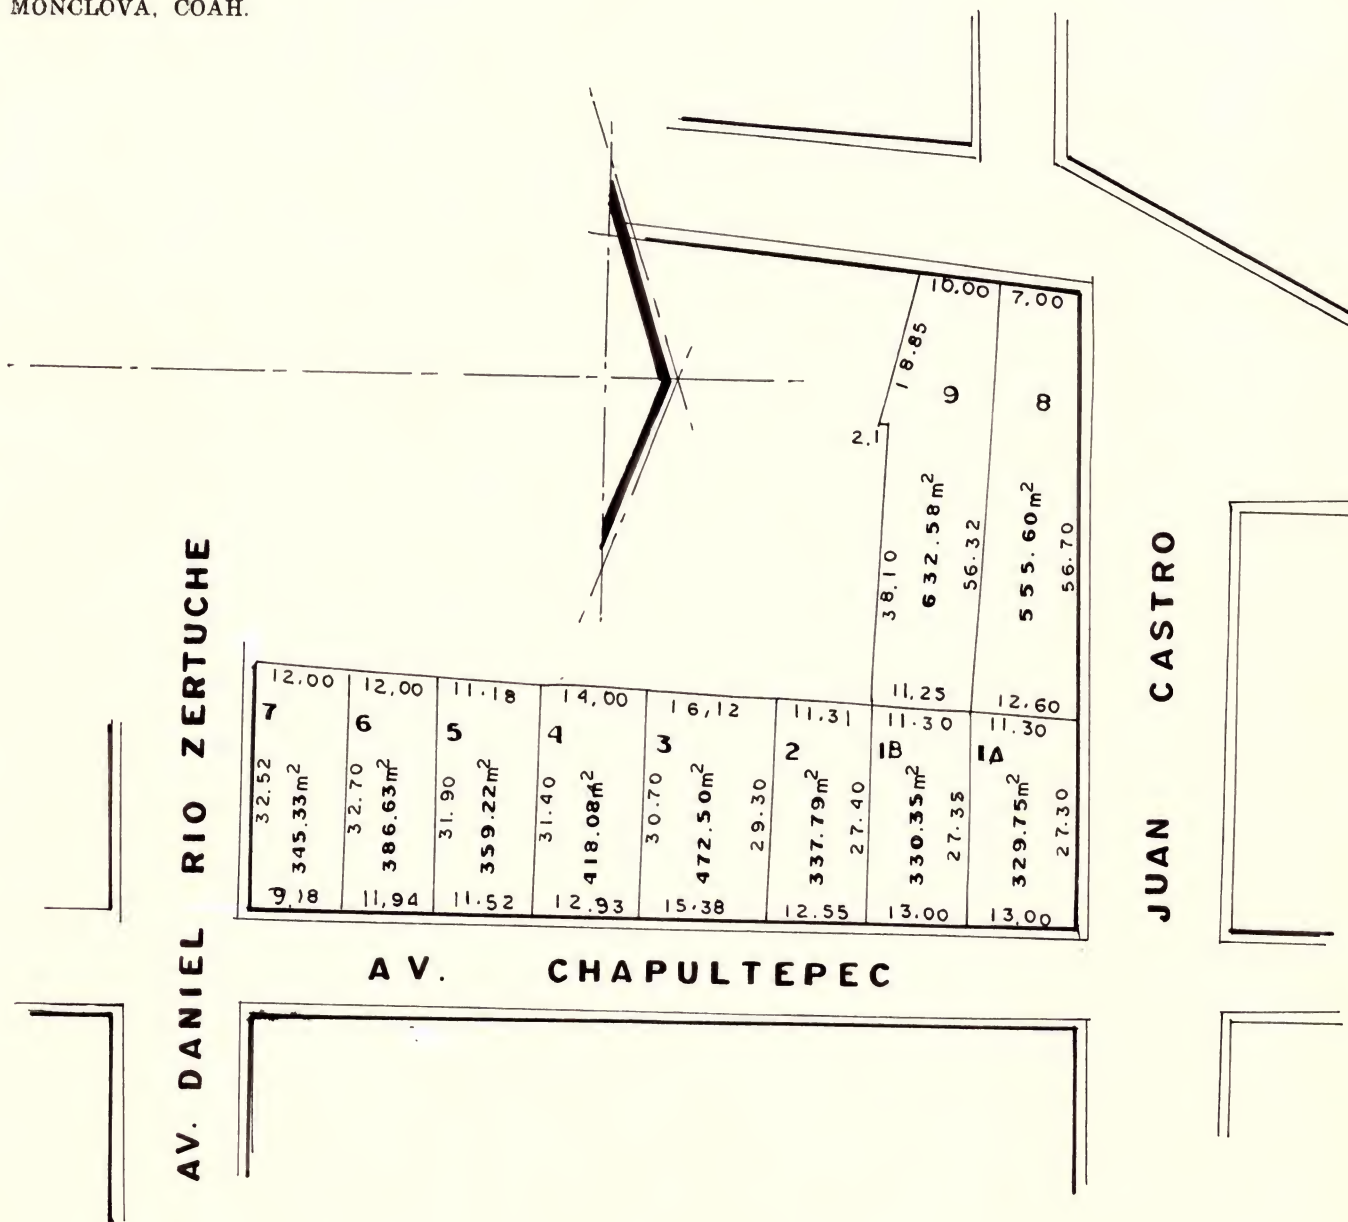 MONCLOVA, COAH.
10.00
7.00
18.85
9
8
2.1
38.10
632.58m²
56.32
555.60m²
56.70
11.25
12.60
12.00
12,00
11.18
14,00
16,12
11.31
11.30
11.30
7
6
5
4
3
2
1B
1A
32.52
345.33m²
32.70
386.63m²
31.90
359.22m²
31.40
418.08m²
30.70
472.50m²
29.30
337.79m²
27.40
330.35m²
27.35
329.75m²
27.30
9.18
11,94
11.52
12.93
15.38
12.55
13.00
13,00
AV. CHAPULTEPEC
AV. DANIEL RIO ZERTUCHE
JUAN CASTRO